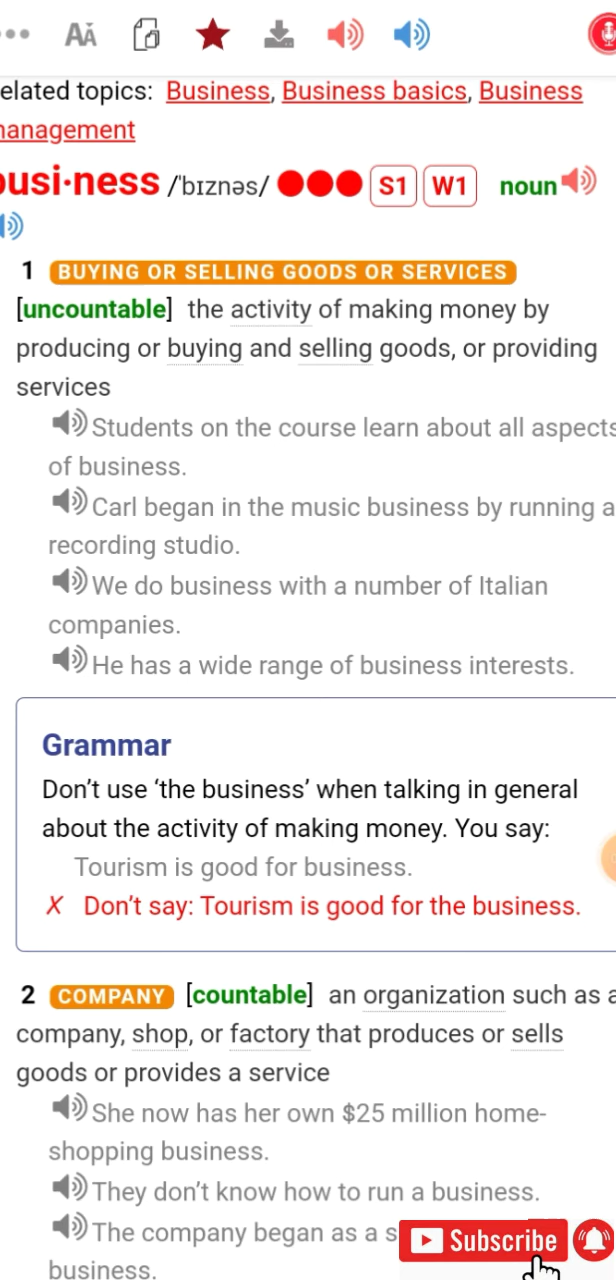 AǍ
elated topics: Business, Business basics, Business
nanagement
ousi·ness /ˈbɪznəs/ S1 W1 noun
1 BUYING OR SELLING GOODS OR SERVICES
[uncountable] the activity of making money by
producing or buying and selling goods, or providing
services
Students on the course learn about all aspects
of business.
Carl began in the music business by running a
recording studio.
We do business with a number of Italian
companies.
He has a wide range of business interests.
Grammar
Don’t use ‘the business’ when talking in general
about the activity of making money. You say:
Tourism is good for business.
✗ Don’t say: Tourism is good for the business.
2 COMPANY [countable] an organization such as a
company, shop, or factory that produces or sells
goods or provides a service
She now has her own $25 million home-
shopping business.
They don’t know how to run a business.
The company began as a s
Subscribe
business.